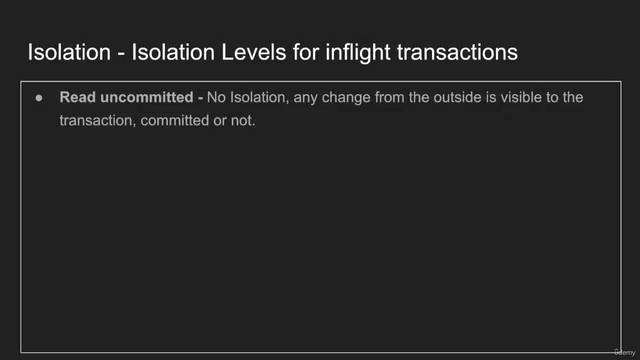 Isolation - Isolation Levels for inflight transactions
● Read uncommitted - No Isolation, any change from the outside is visible to the
transaction, committed or not.
ûdemy